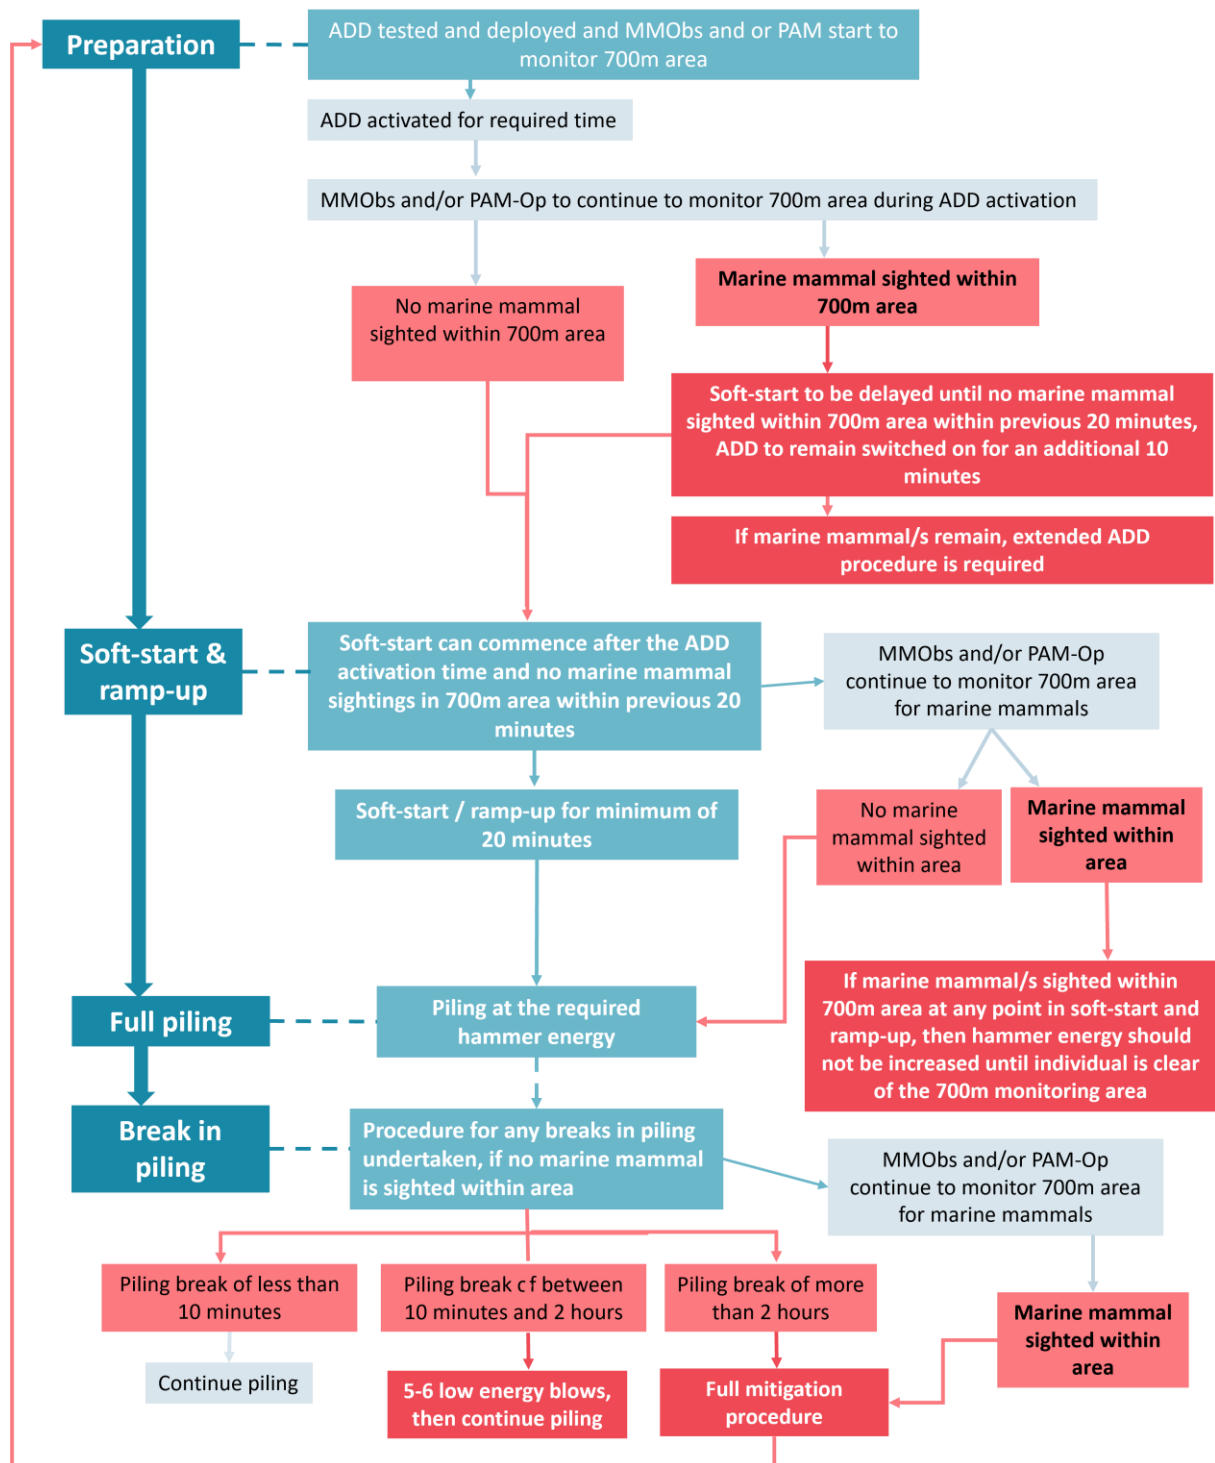 Preparation
ADD tested and deployed and MMObs and or PAM start to
monitor 700m area
ADD activated for required time
MMObs and/or PAM-Op to continue to monitor 700m area during ADD activation
No marine mammal
sighted within 700m area
Marine mammal sighted within
700m area
Soft-start to be delayed until no marine mammal
sighted within 700m area within previous 20 minutes,
ADD to remain switched on for an additional 10
minutes
If marine mammal/s remain, extended ADD
procedure is required
Soft-start &
ramp-up
Soft-start can commence after the ADD
activation time and no marine mammal
sightings in 700m area within previous 20
minutes
MMObs and/or PAM-Op
continue to monitor 700m area
for marine mammals
Soft-start / ramp-up for minimum of
20 minutes
No marine
mammal sighted
within area
Marine mammal
sighted within
area
If marine mammal/s sighted within
700m area at any point in soft-start and
ramp-up, then hammer energy should
not be increased until individual is clear
of the 700m monitoring area
Full piling
Piling at the required
hammer energy
Break in
piling
Procedure for any breaks in piling
undertaken, if no marine mammal
is sighted within area
MMObs and/or PAM-Op
continue to monitor 700m area
for marine mammals
Piling break of less than
10 minutes
Piling break of between
10 minutes and 2 hours
Piling break of more
than 2 hours
Marine mammal
sighted within
area
Continue piling
5-6 low energy blows,
then continue piling
Full mitigation
procedure